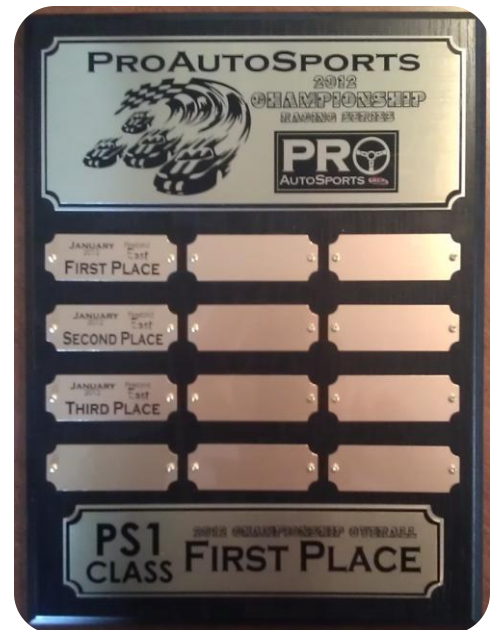 PROAUTOSPORTS
2012
CHAMPIONSHIP
RACING SERIES
PRO
AUTOSPORTS
JANUARY
2012
East
FIRST PLACE
JANUARY
2012
East
SECOND PLACE
JANUARY
2012
East
THIRD PLACE
PS1
CLASS
2012 CHAMPIONSHIP OVERALL
FIRST PLACE